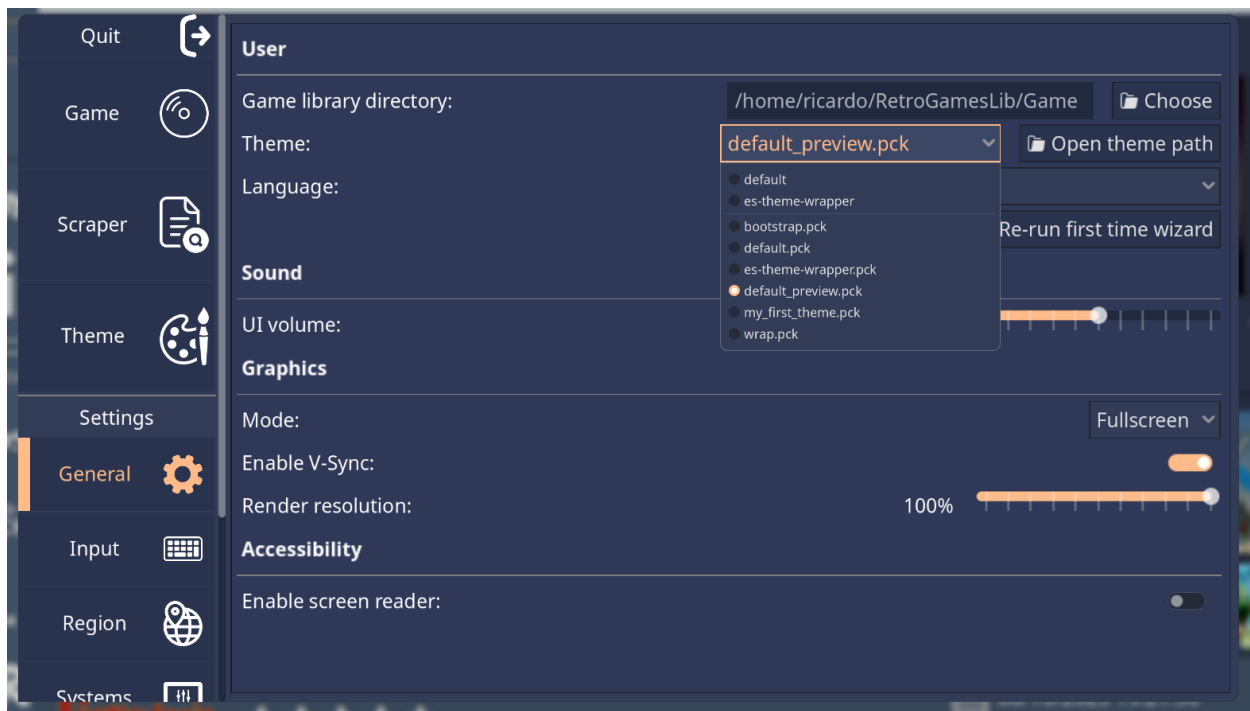 Quit
Game
Scraper
Theme
Settings
General
Input
Region
Systems
User
Game library directory: /home/ricardo/RetroGamesLib/Game Choose
Theme: default_preview.pck Open theme path
default
es-theme-wrapper
bootstrap.pck
default.pck
es-theme-wrapper.pck
default_preview.pck
my_first_theme.pck
wrap.pck
Language:
Re-run first time wizard
Sound
UI volume:
Graphics
Mode: Fullscreen
Enable V-Sync:
Render resolution: 100%
Accessibility
Enable screen reader: